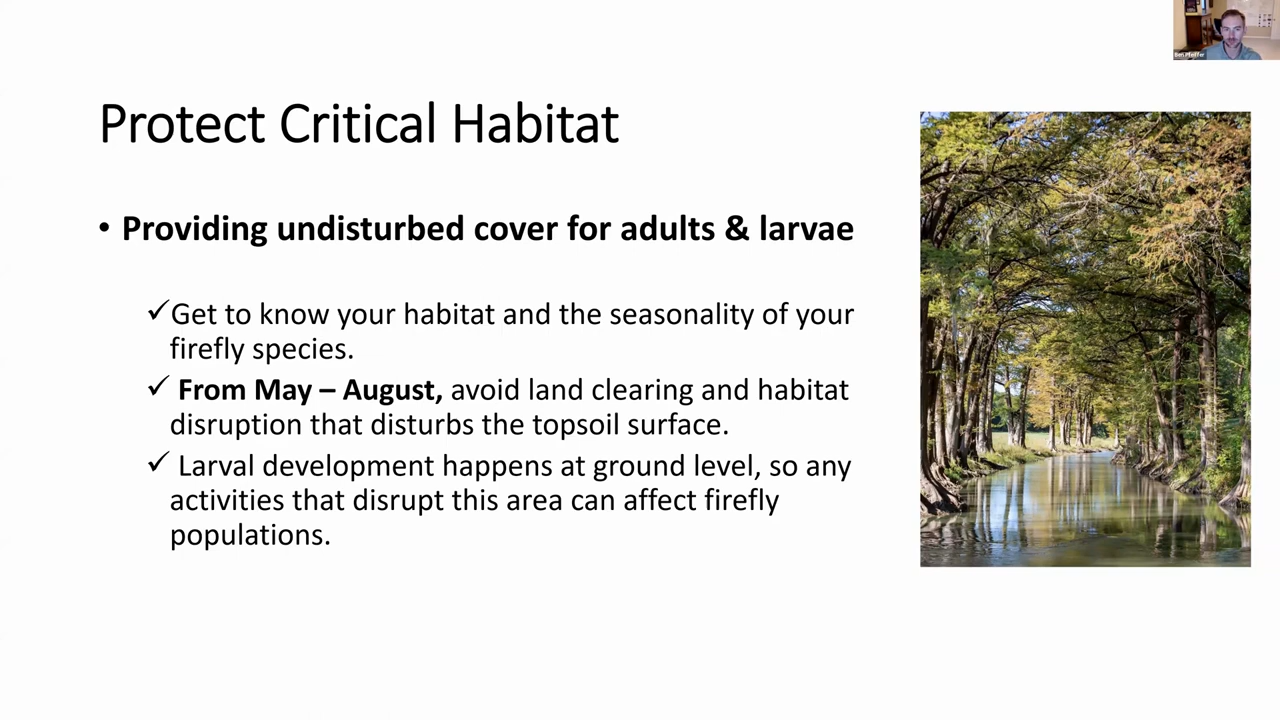 Ben Pfeiffer
Protect Critical Habitat
• Providing undisturbed cover for adults & larvae
✓Get to know your habitat and the seasonality of your
firefly species.
✓ From May – August, avoid land clearing and habitat
disruption that disturbs the topsoil surface.
✓ Larval development happens at ground level, so any
activities that disrupt this area can affect firefly
populations.